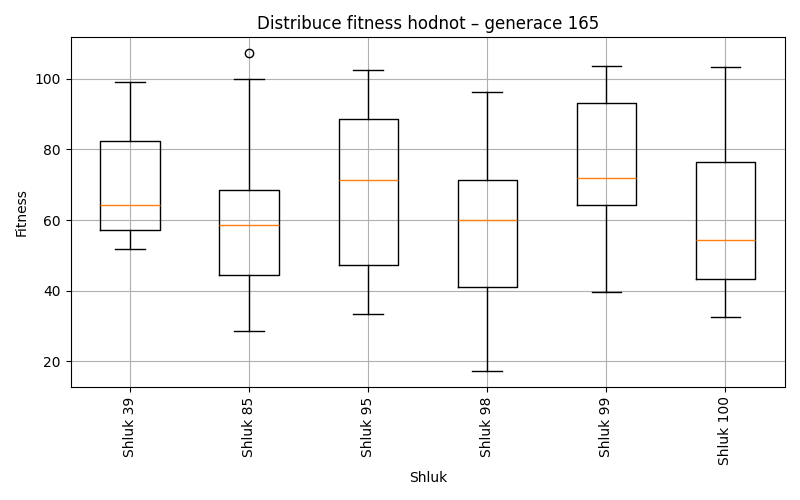 Distribuce fitness hodnot – generace 165
Fitness
100
80
60
40
20
Shluk 39
Shluk 85
Shluk 95
Shluk 98
Shluk 99
Shluk 100
Shluk